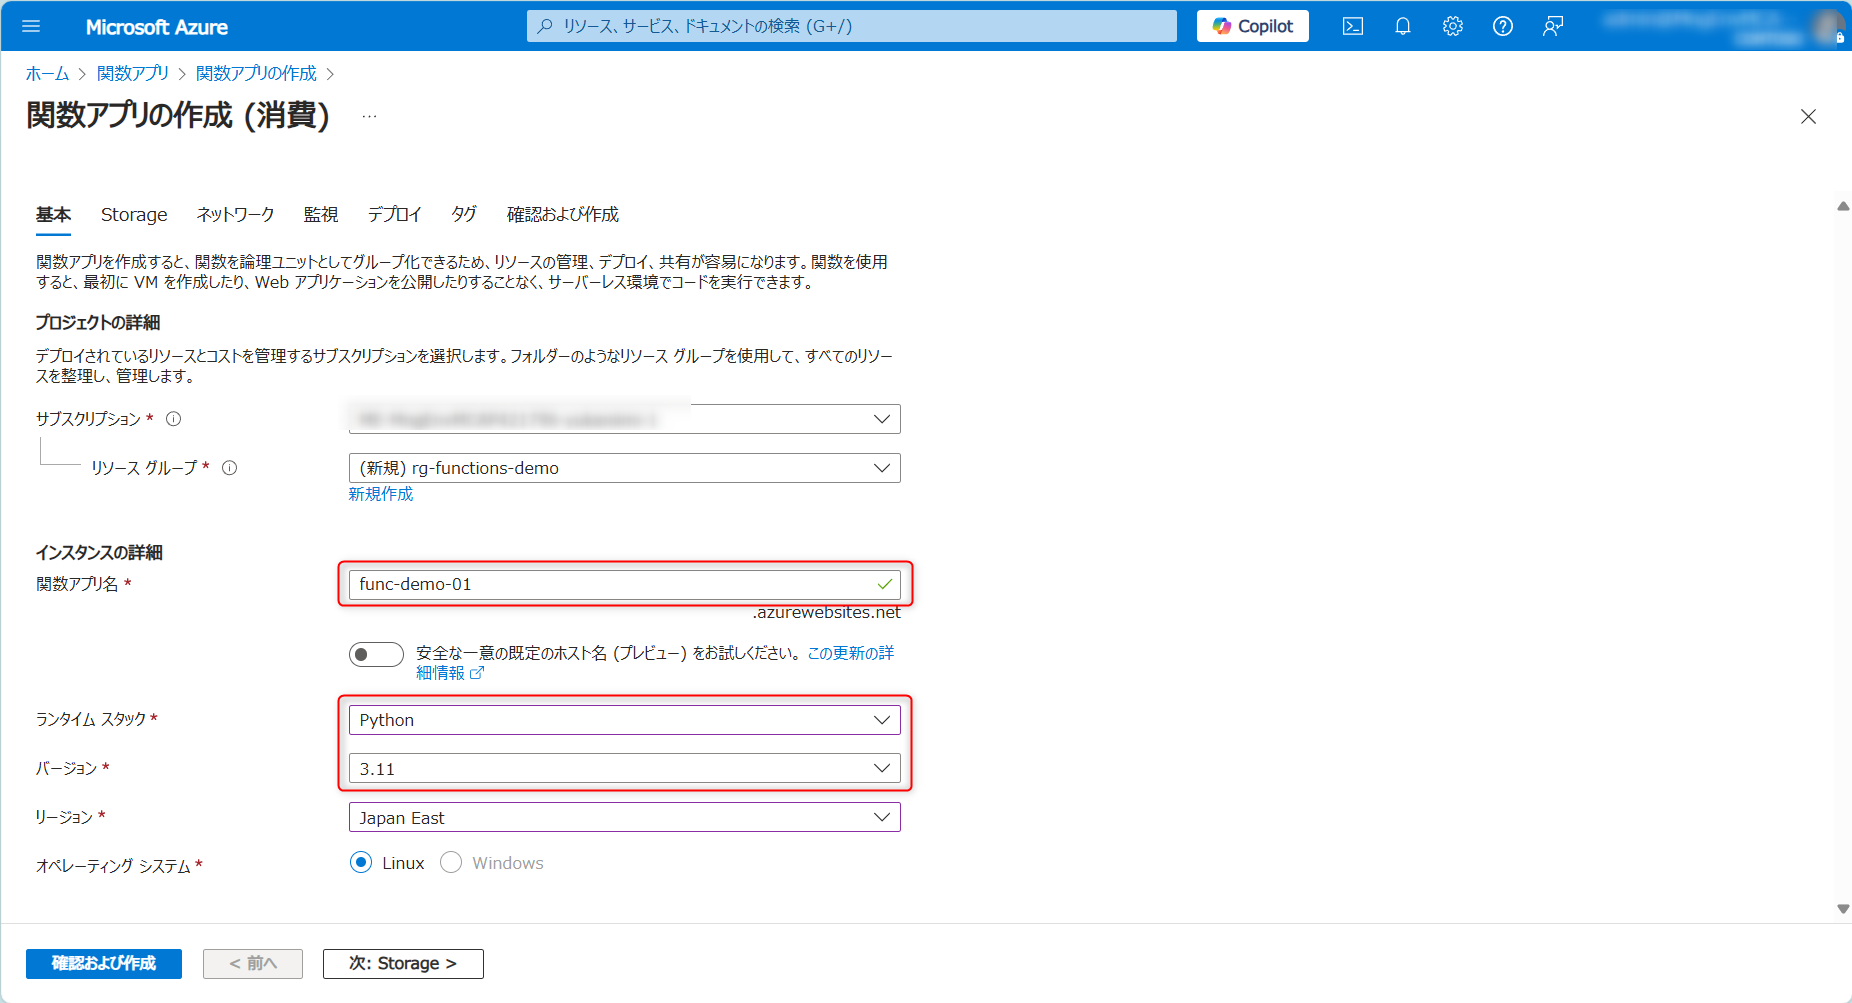 Microsoft Azure
リソース、サービス、ドキュメントの検索 (G+/)
Copilot
ホーム > 関数アプリ > 関数アプリの作成 >
関数アプリの作成 (消費) ...
基本 Storage ネットワーク 監視 デプロイ タグ 確認および作成
関数アプリを作成すると、関数を論理ユニットとしてグループ化できるため、リソースの管理、デプロイ、共有が容易になります。関数を使用
すると、最初に VM を作成したり、Web アプリケーションを公開したりすることなく、サーバーレス環境でコードを実行できます。
プロジェクトの詳細
デプロイされているリソースとコストを管理するサブスクリプションを選択します。フォルダーのようなリソース グループを使用して、すべてのリソー
スを整理し、管理します。
サブスクリプション *
リソース グループ * (新規) rg-functions-demo
新規作成
インスタンスの詳細
関数アプリ名 * func-demo-01
.azurewebsites.net
安全な一意の既定のホスト名 (プレビュー) をお試しください。 この更新の詳
細情報
ランタイム スタック * Python
バージョン * 3.11
リージョン * Japan East
オペレーティング システム * Linux Windows
確認および作成 < 前へ 次: Storage >